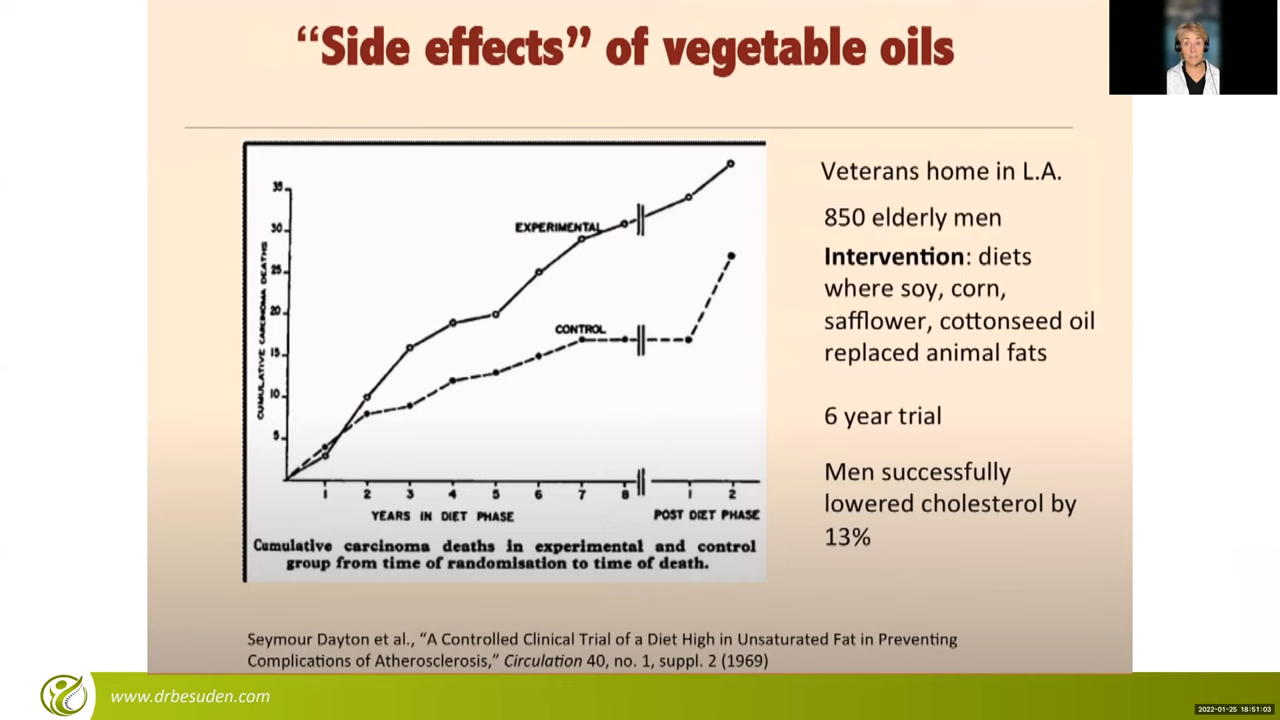 “Side effects” of vegetable oils
35
30
25
20
15
10
5
CUMULATIVE CARCINOMA DEATHS
EXPERIMENTAL
CONTROL
1 2 3 4 5 6 7 8 1 2
YEARS IN DIET PHASE POST DIET PHASE
Cumulative carcinoma deaths in experimental and control
group from time of randomisation to time of death.
Veterans home in L.A.
850 elderly men
Intervention: diets
where soy, corn,
safflower, cottonseed oil
replaced animal fats
6 year trial
Men successfully
lowered cholesterol by
13%
Seymour Dayton et al., “A Controlled Clinical Trial of a Diet High in Unsaturated Fat in Preventing
Complications of Atherosclerosis,” Circulation 40, no. 1, suppl. 2 (1969)
www.drbesuden.com
2022-01-25 18:51:03